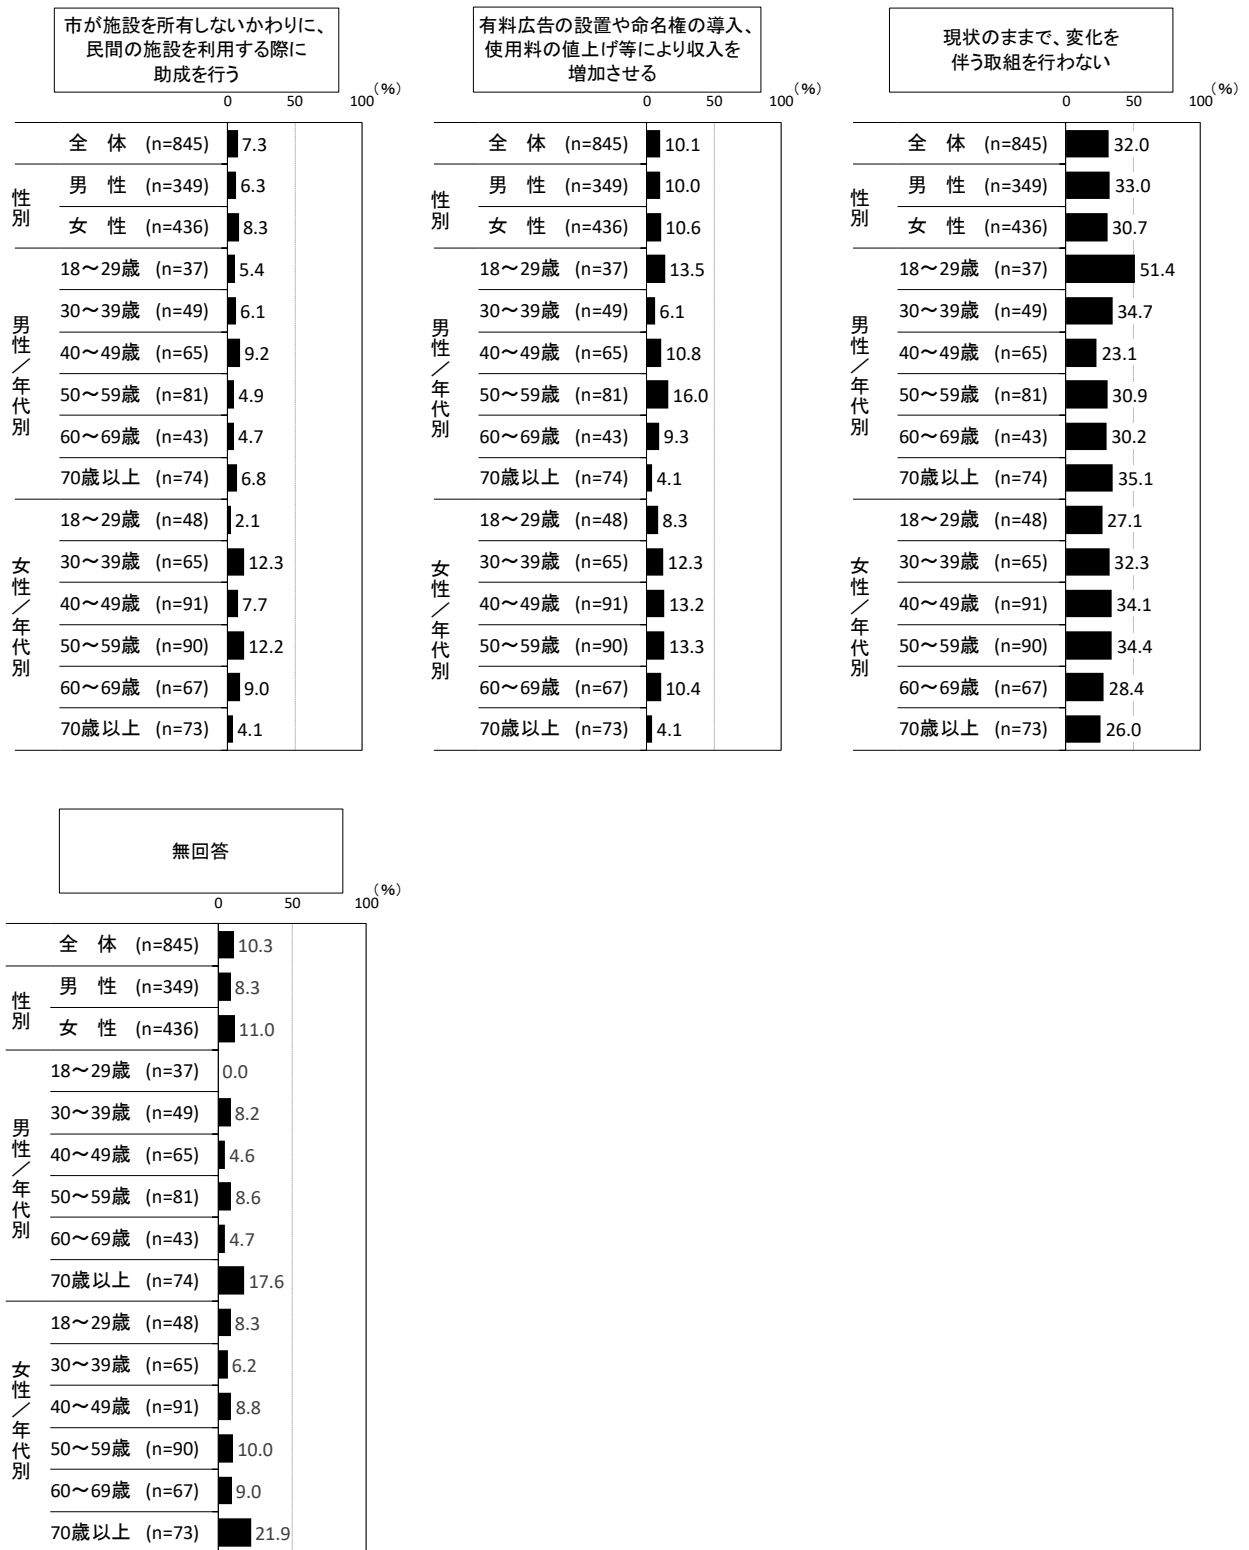 市が施設を所有しないかわりに、
民間の施設を利用する際に
助成を行う
0 50 100 (%)
全 体 (n=845) 7.3
性別
男 性 (n=349) 6.3
女 性 (n=436) 8.3
男性/年代別
18~29歳 (n=37) 5.4
30~39歳 (n=49) 6.1
40~49歳 (n=65) 9.2
50~59歳 (n=81) 4.9
60~69歳 (n=43) 4.7
70歳以上 (n=74) 6.8
女性/年代別
18~29歳 (n=48) 2.1
30~39歳 (n=65) 12.3
40~49歳 (n=91) 7.7
50~59歳 (n=90) 12.2
60~69歳 (n=67) 9.0
70歳以上 (n=73) 4.1
有料広告の設置や命名権の導入、
使用料の値上げ等により収入を
増加させる
0 50 100 (%)
全 体 (n=845) 10.1
性別
男 性 (n=349) 10.0
女 性 (n=436) 10.6
男性/年代別
18~29歳 (n=37) 13.5
30~39歳 (n=49) 6.1
40~49歳 (n=65) 10.8
50~59歳 (n=81) 16.0
60~69歳 (n=43) 9.3
70歳以上 (n=74) 4.1
女性/年代別
18~29歳 (n=48) 8.3
30~39歳 (n=65) 12.3
40~49歳 (n=91) 13.2
50~59歳 (n=90) 13.3
60~69歳 (n=67) 10.4
70歳以上 (n=73) 4.1
現状のままで、変化を
伴う取組を行わない
0 50 100 (%)
全 体 (n=845) 32.0
性別
男 性 (n=349) 33.0
女 性 (n=436) 30.7
男性/年代別
18~29歳 (n=37) 51.4
30~39歳 (n=49) 34.7
40~49歳 (n=65) 23.1
50~59歳 (n=81) 30.9
60~69歳 (n=43) 30.2
70歳以上 (n=74) 35.1
女性/年代別
18~29歳 (n=48) 27.1
30~39歳 (n=65) 32.3
40~49歳 (n=91) 34.1
50~59歳 (n=90) 34.4
60~69歳 (n=67) 28.4
70歳以上 (n=73) 26.0
無回答
0 50 100 (%)
全 体 (n=845) 10.3
性別
男 性 (n=349) 8.3
女 性 (n=436) 11.0
男性/年代別
18~29歳 (n=37) 0.0
30~39歳 (n=49) 8.2
40~49歳 (n=65) 4.6
50~59歳 (n=81) 8.6
60~69歳 (n=43) 4.7
70歳以上 (n=74) 17.6
女性/年代別
18~29歳 (n=48) 8.3
30~39歳 (n=65) 6.2
40~49歳 (n=91) 8.8
50~59歳 (n=90) 10.0
60~69歳 (n=67) 9.0
70歳以上 (n=73) 21.9